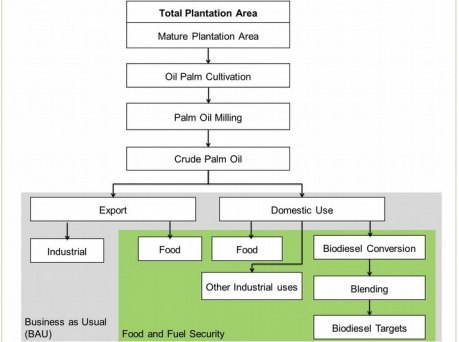 Total Plantation Area
Mature Plantation Area
Oil Palm Cultivation
Palm Oil Milling
Crude Palm Oil
Export
Domestic Use
Industrial
Food
Food
Biodiesel Conversion
Other Industrial uses
Blending
Biodiesel Targets
Business as Usual
(BAU)
Food and Fuel Security